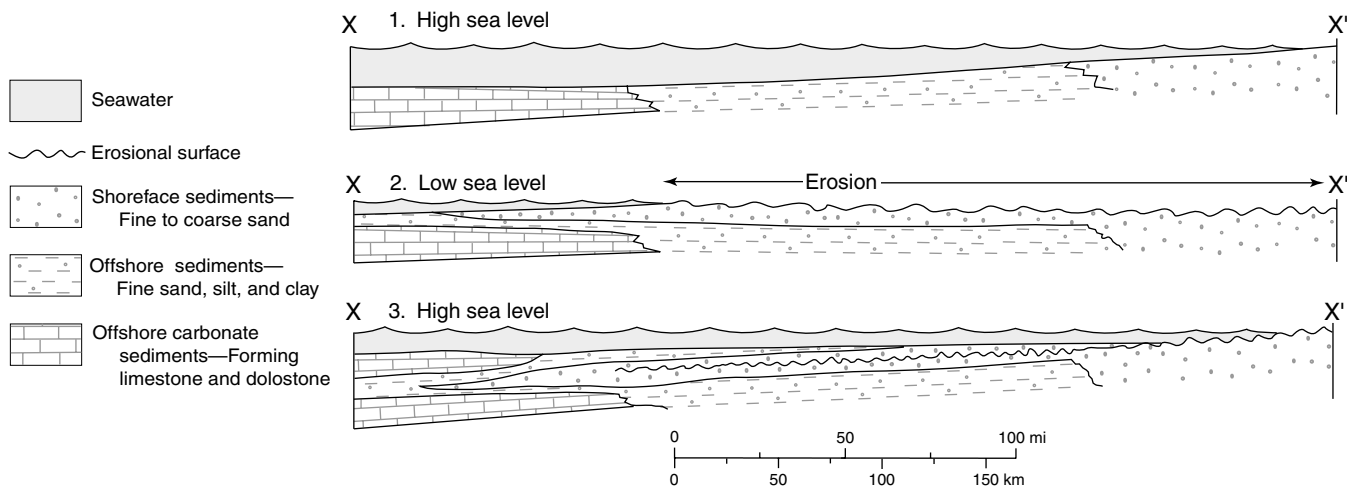 X 1. High sea level X'
Seawater
Erosional surface
Shoreface sediments—
Fine to coarse sand
Offshore sediments—
Fine sand, silt, and clay
Offshore carbonate
sediments—Forming
limestone and dolostone
X 2. Low sea level Erosion X'
X 3. High sea level X'
0 50 100 mi
0 50 100 150 km